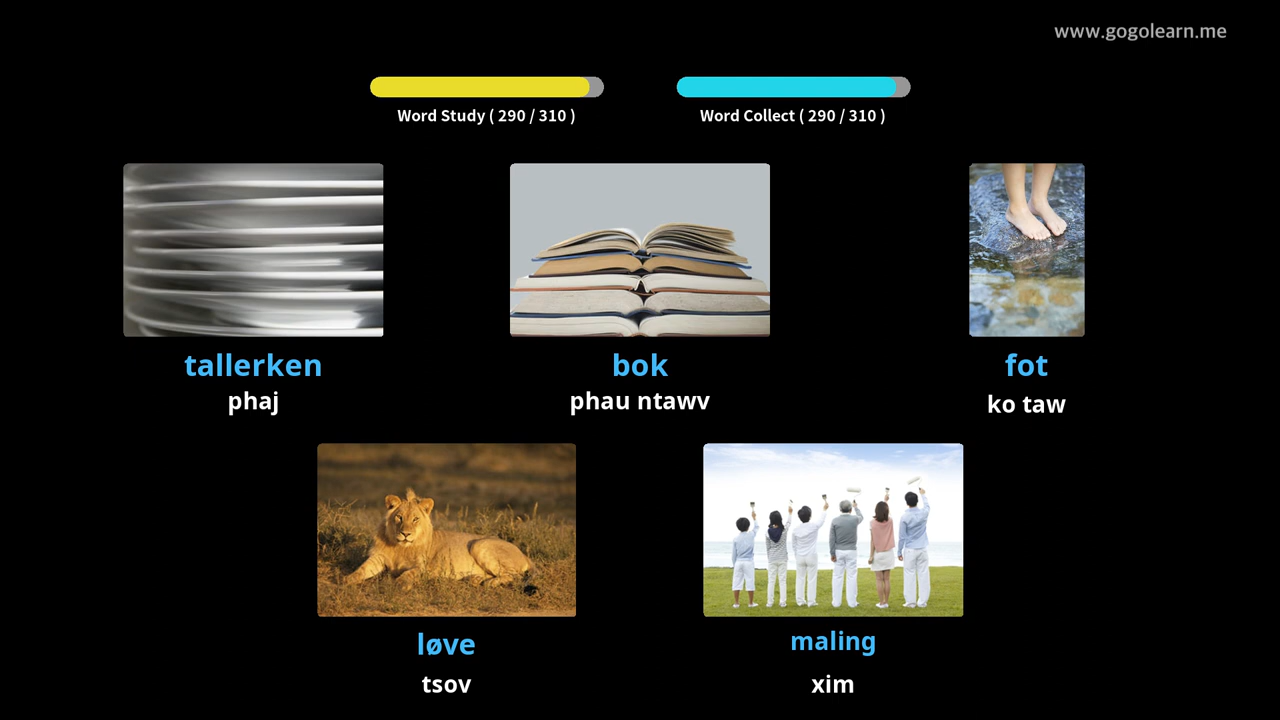 www.gogolearn.me
Word Study ( 290 / 310 )
Word Collect ( 290 / 310 )
tallerken
phaj
bok
phau ntawv
fot
ko taw
løve
tsov
maling
xim